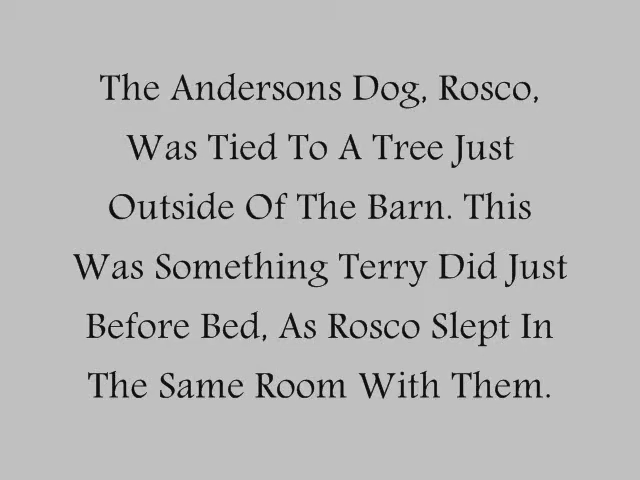 The Andersons Dog, Rosco,
Was Tied To A Tree Just
Outside Of The Barn. This
Was Something Terry Did Just
Before Bed, As Rosco Slept In
The Same Room With Them.